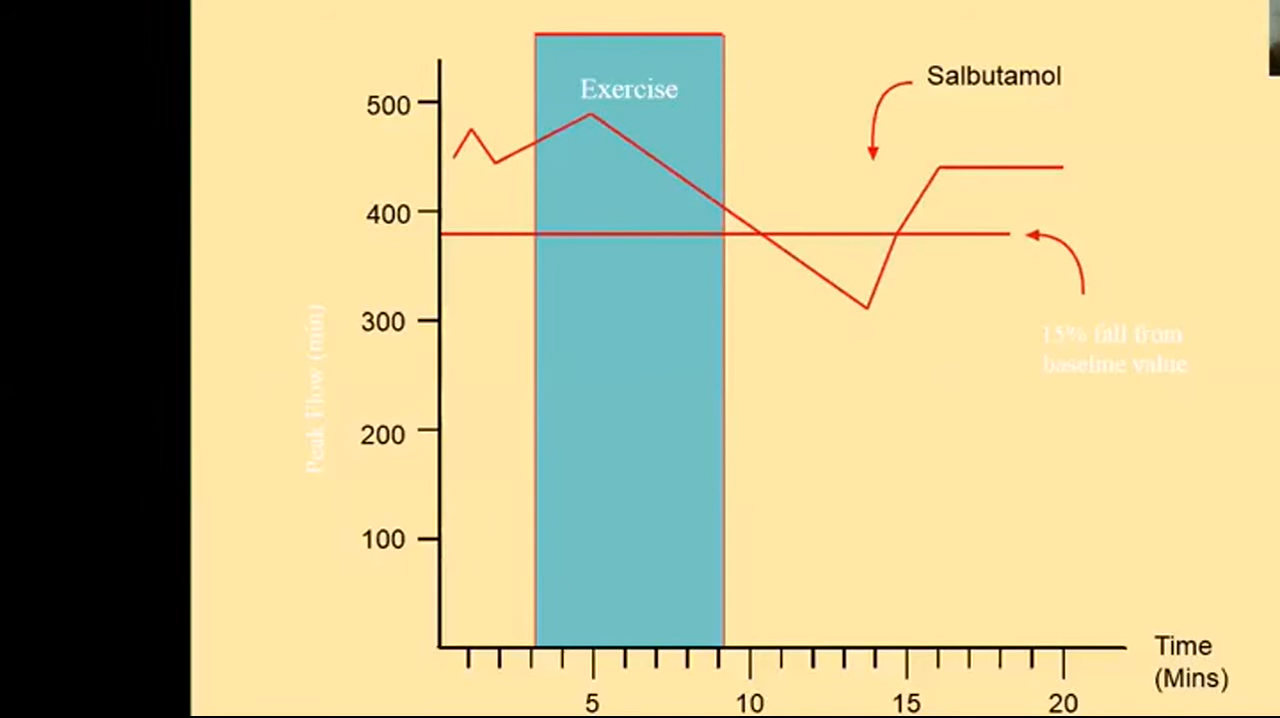 Exercise
Salbutamol
500
400
300
200
100
Peak Flow (min)
15% fall from
baseline value
5
10
15
20
Time
(Mins)